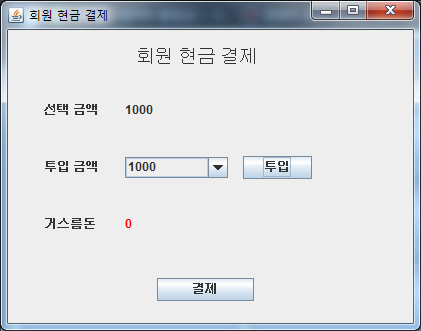 회원 현금 결제
회원 현금 결제
선택 금액 1000
투입 금액 1000 투입
거스름돈 0
결제